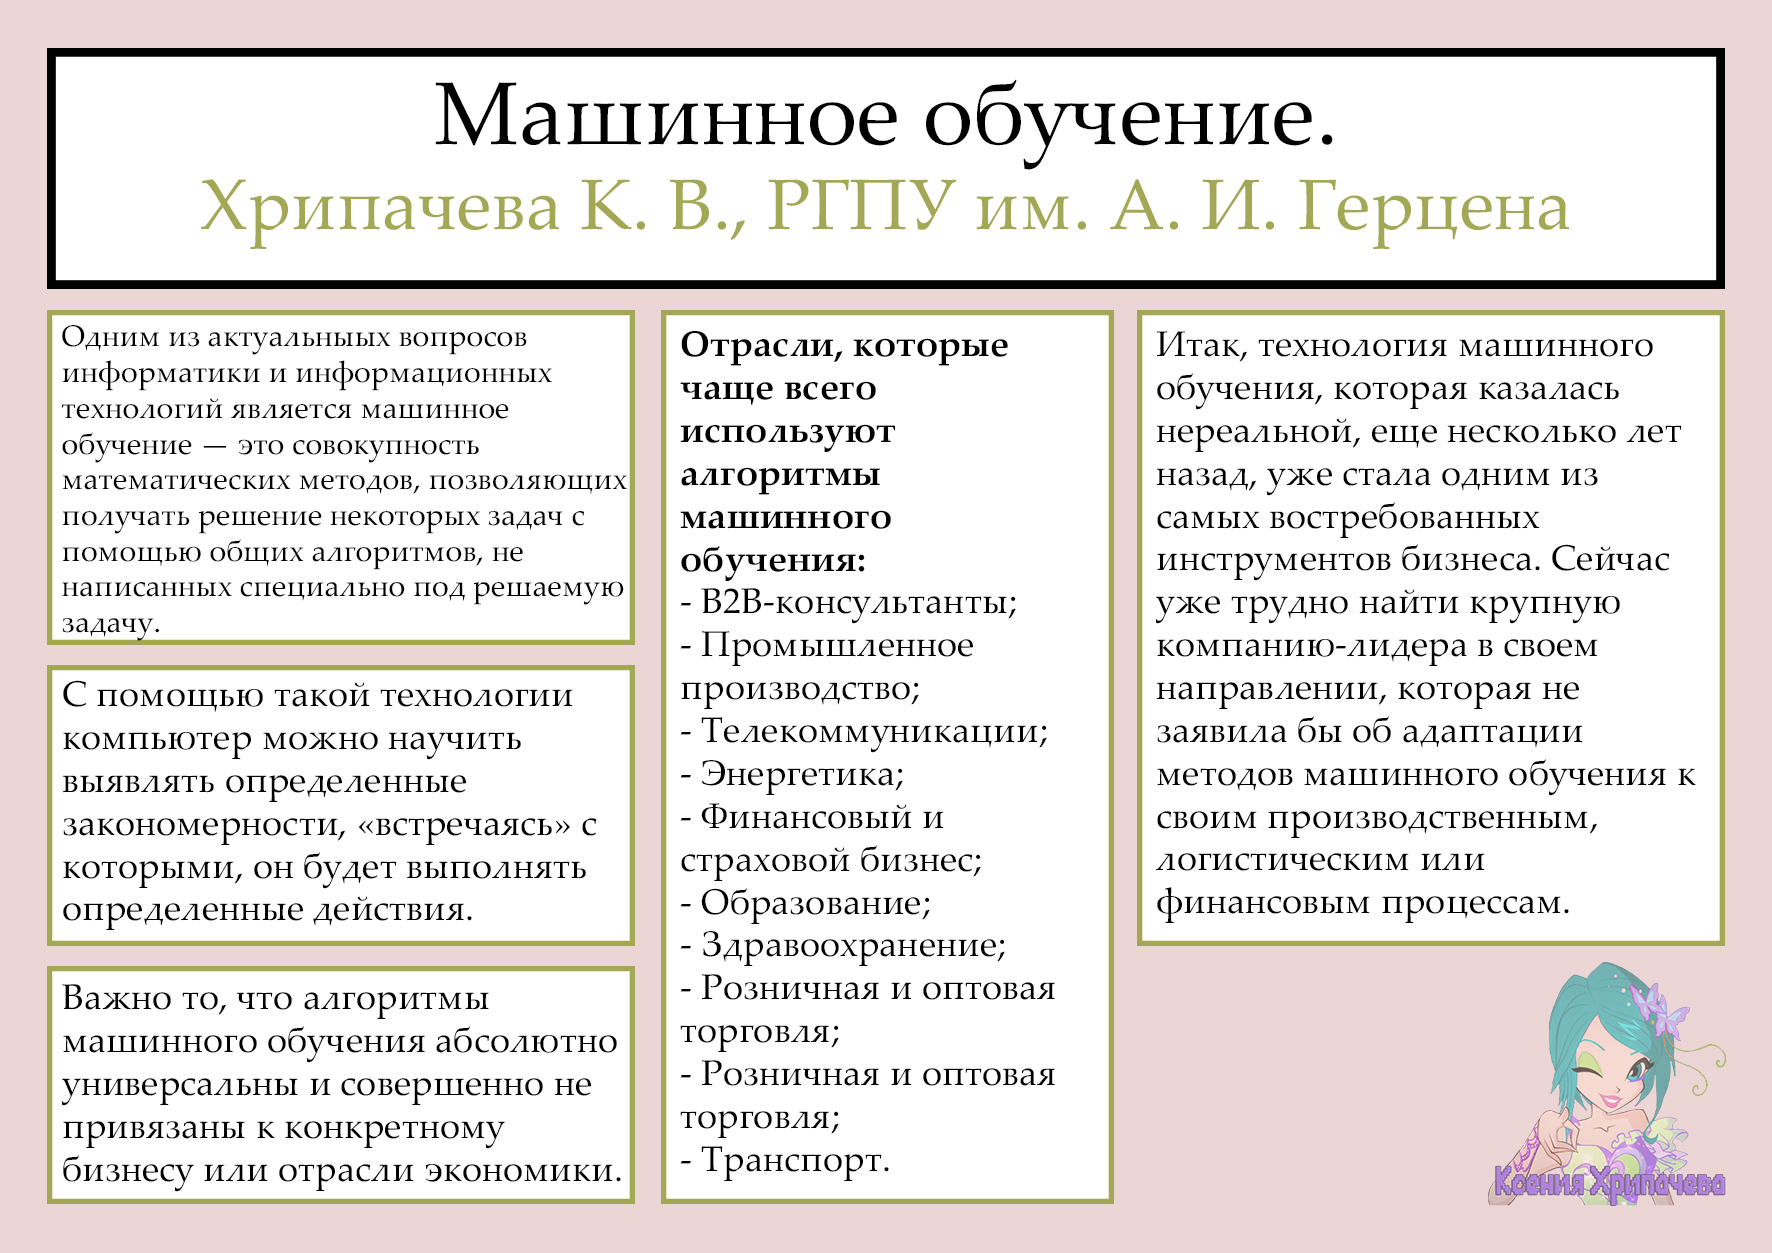 Машинное обучение.
Хрипачева К. В., РГПУ им. А. И. Герцена
Одним из актуальныых вопросов
информатики и информационных
технологий является машинное
обучение — это совокупность
математических методов, позволяющих
получать решение некоторых задач с
помощью общих алгоритмов, не
написанных специально под решаемую
задачу.
С помощью такой технологии
компьютер можно научить
выявлять определенные
закономерности, «встречаясь» с
которыми, он будет выполнять
определенные действия.
Важно то, что алгоритмы
машинного обучения абсолютно
универсальны и совершенно не
привязаны к конкретному
бизнесу или отрасли экономики.
Отрасли, которые
чаще всего
используют
алгоритмы
машинного
обучения:
- B2B-консультанты;
- Промышленное
производство;
- Телекоммуникации;
- Энергетика;
- Финансовый и
страховой бизнес;
- Образование;
- Здравоохранение;
- Розничная и оптовая
торговля;
- Розничная и оптовая
торговля;
- Транспорт.
Итак, технология машинного
обучения, которая казалась
нереальной, еще несколько лет
назад, уже стала одним из
самых востребованных
инструментов бизнеса. Сейчас
уже трудно найти крупную
компанию-лидера в своем
направлении, которая не
заявила бы об адаптации
методов машинного обучения к
своим производственным,
логистическим или
финансовым процессам.
Ксения Хрипачева